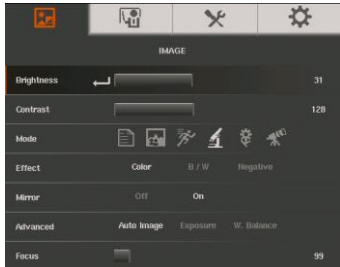 IMAGE
Brightness 31
Contrast 128
Mode
Effect Color B / W Negative
Mirror Off On
Advanced Auto Image Exposure W. Balance
Focus 99